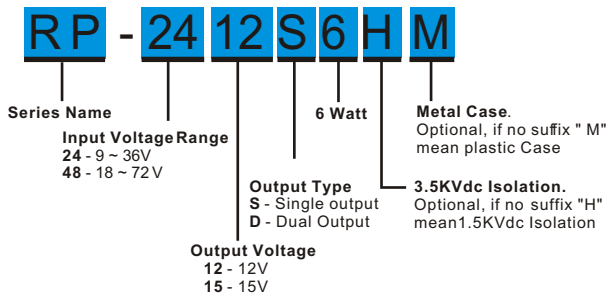 RP - 24 12 S 6 H M
Series Name
Input Voltage Range
24 - 9 ~ 36V
48 - 18 ~ 72V
Output Voltage
12 - 12V
15 - 15V
Output Type
S - Single output
D - Dual Output
6 Watt
Metal Case.
Optional, if no suffix " M"
mean plastic Case
3.5KVdc Isolation.
Optional, if no suffix "H"
mean1.5KVdc Isolation